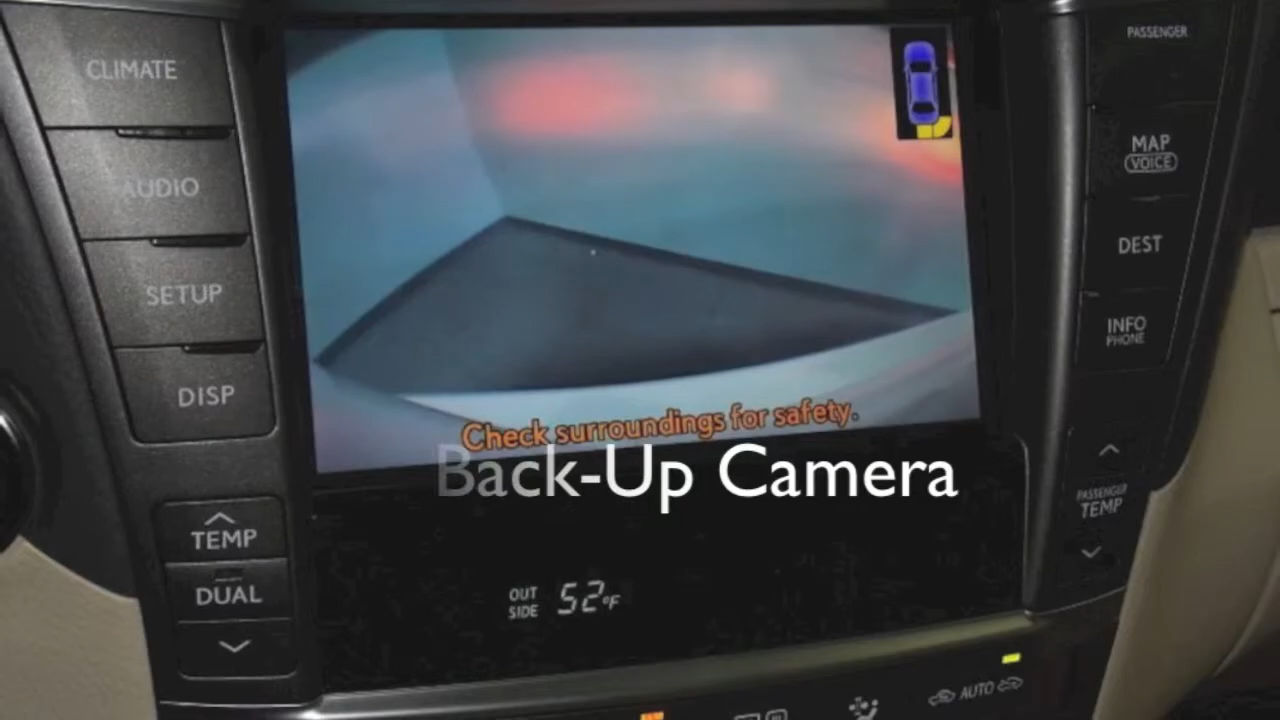 CLIMATE
AUDIO
SETUP
DISP
TEMP
DUAL
Check surroundings for safety.
Back-Up Camera
OUT
SIDE
52°F
PASSENGER
MAP
VOICE
DEST
INFO
PHONE
PASSENGER
TEMP
AUTO